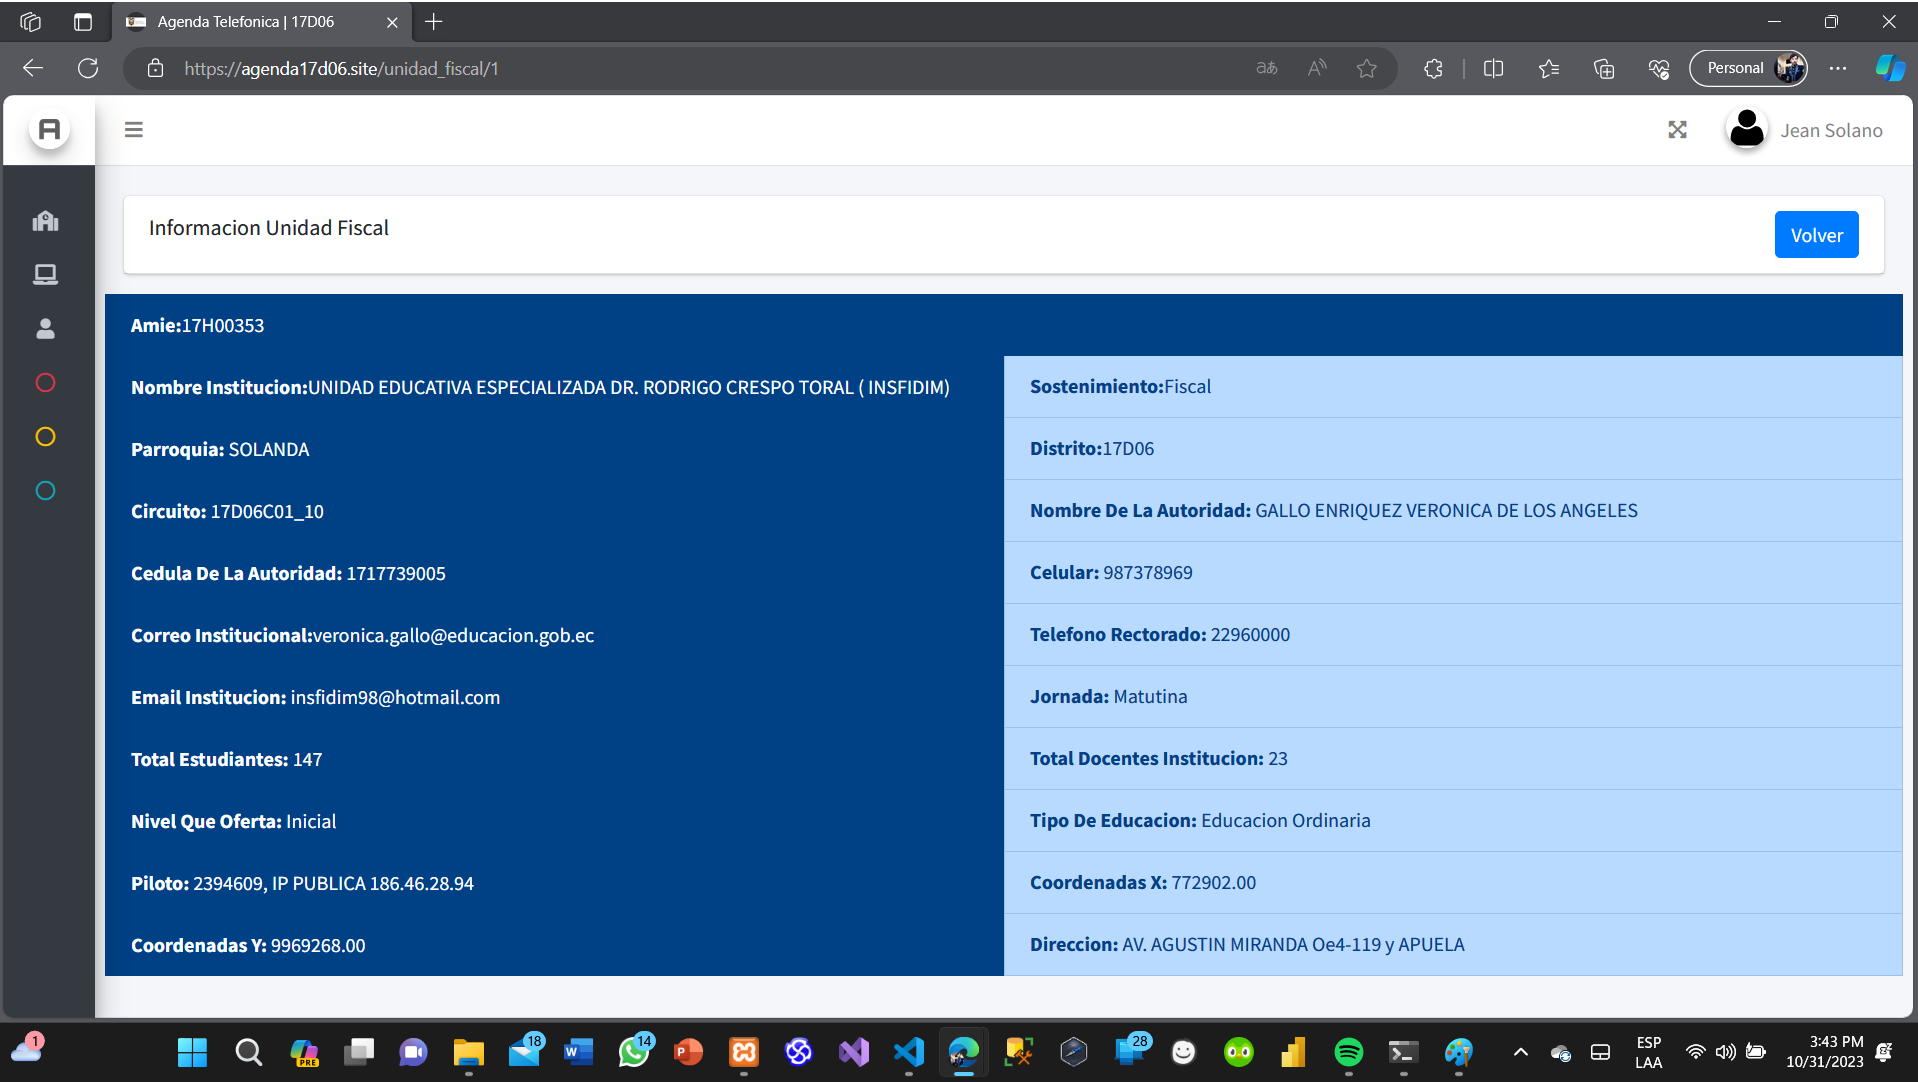 Agenda Telefonica | 17D06
https://agenda17d06.site/unidad_fiscal/1
Personal
Jean Solano
Informacion Unidad Fiscal
Volver
Amie:17H00353
Nombre Institucion:UNIDAD EDUCATIVA ESPECIALIZADA DR. RODRIGO CRESPO TORAL ( INSFIDIM)
Sostenimiento:Fiscal
Parroquia: SOLANDA
Distrito:17D06
Circuito: 17D06C01_10
Nombre De La Autoridad: GALLO ENRIQUEZ VERONICA DE LOS ANGELES
Cedula De La Autoridad: 1717739005
Celular: 987378969
Correo Institucional:veronica.gallo@educacion.gob.ec
Telefono Rectorado: 22960000
Email Institucion: insfidim98@hotmail.com
Jornada: Matutina
Total Estudiantes: 147
Total Docentes Institucion: 23
Nivel Que Oferta: Inicial
Tipo De Educacion: Educacion Ordinaria
Piloto: 2394609, IP PUBLICA 186.46.28.94
Coordenadas X: 772902.00
Coordenadas Y: 9969268.00
Direccion: AV. AGUSTIN MIRANDA Oe4-119 y APUELA
1
PRE
18
14
28
ESP
LAA
3:43 PM
10/31/2023